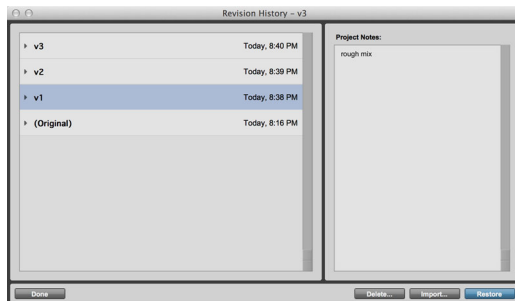 Revision History – v3
v3 Today, 8:40 PM
v2 Today, 8:39 PM
v1 Today, 8:38 PM
(Original) Today, 8:16 PM
Project Notes:
rough mix
Done Delete... Import... Restore